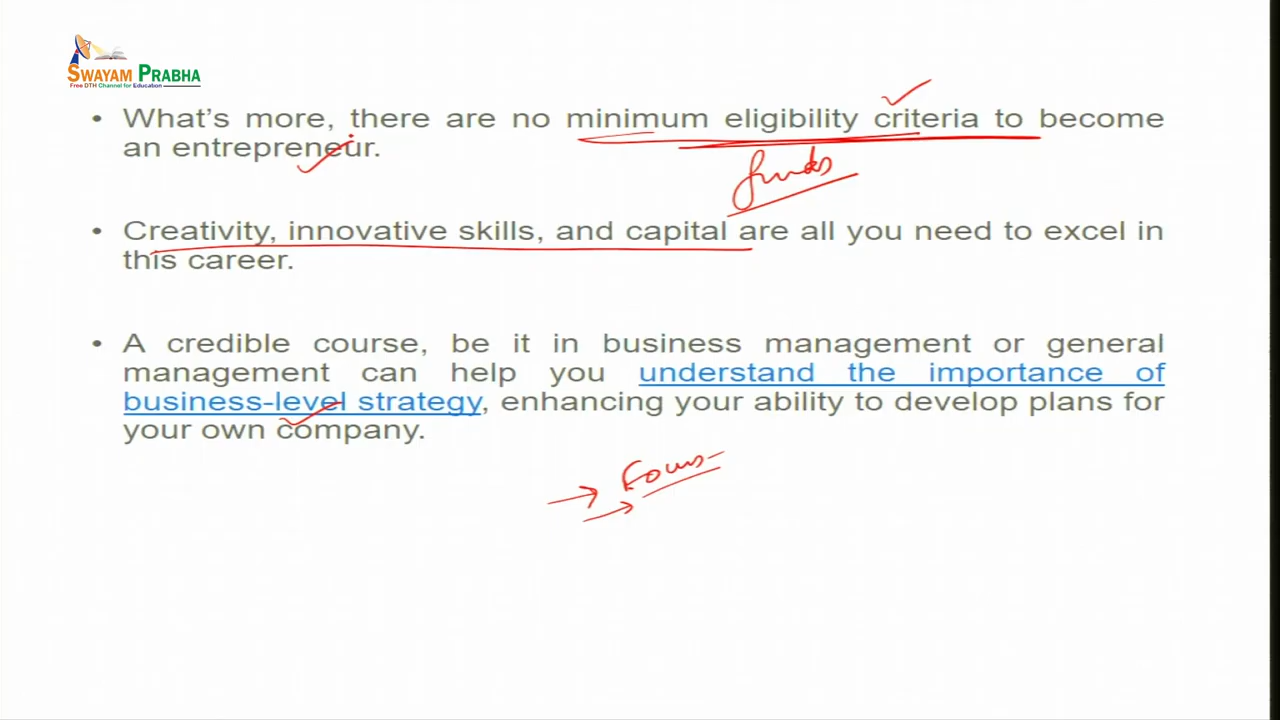 SWAYAM PRABHA
Free DTH Channel for Education
• What's more, there are no minimum eligibility criteria to become
an entrepreneur.
funds
• Creativity, innovative skills, and capital are all you need to excel in
this career.
• A credible course, be it in business management or general
management can help you understand the importance of
business-level strategy, enhancing your ability to develop plans for
your own company.
→ Focus
→